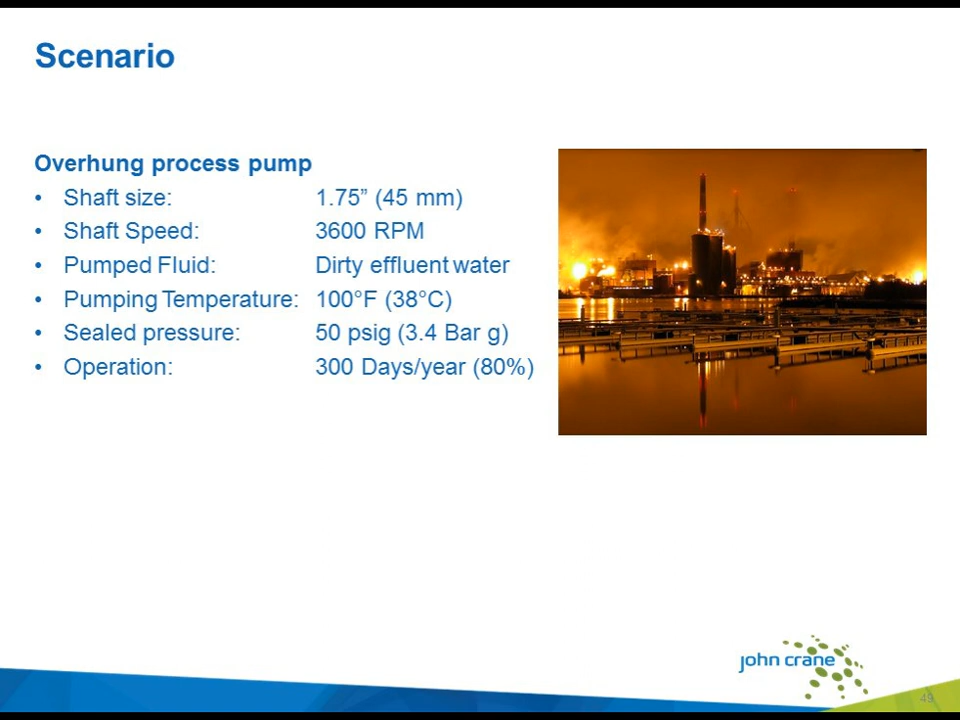 Scenario
Overhung process pump
• Shaft size: 1.75” (45 mm)
• Shaft Speed: 3600 RPM
• Pumped Fluid: Dirty effluent water
• Pumping Temperature: 100°F (38°C)
• Sealed pressure: 50 psig (3.4 Bar g)
• Operation: 300 Days/year (80%)
john crane
49